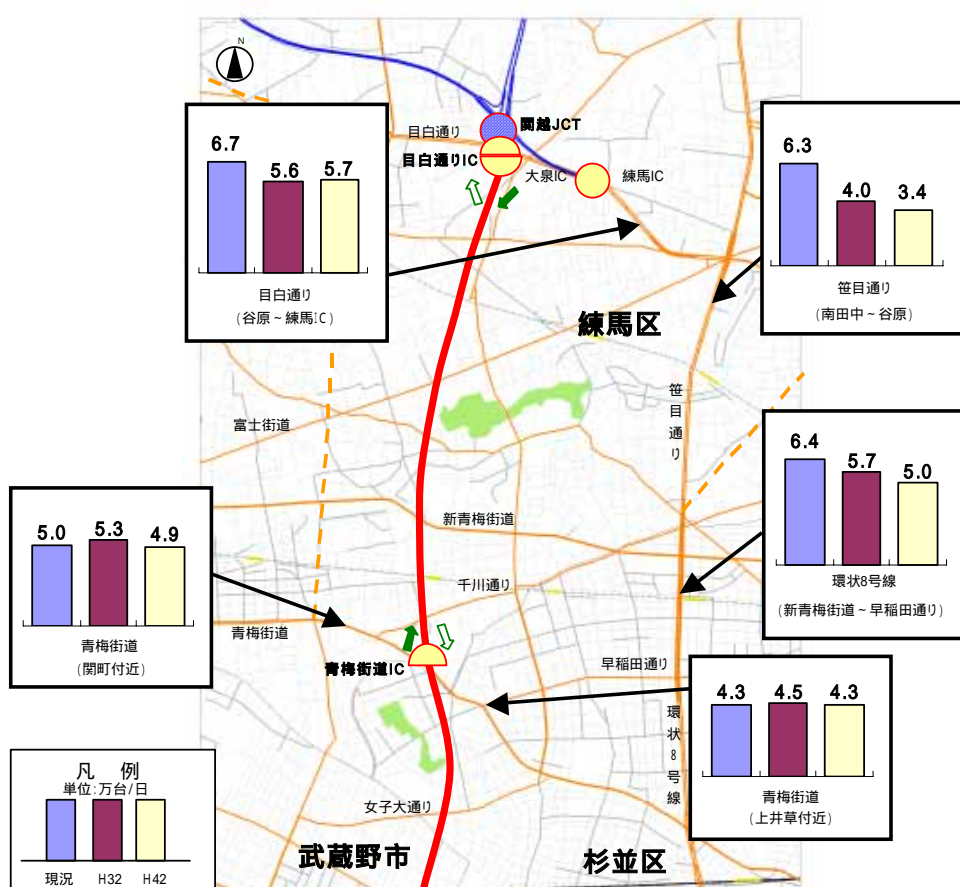 N
関越JCT
目白通り
目白通りIC
大泉IC
練馬IC
6.7 5.6 5.7
目白通り
(谷原~練馬IC)
6.3 4.0 3.4
笹目通り
(南田中~谷原)
練馬区
笹目通り
富士街道
6.4 5.7 5.0
環状8号線
(新青梅街道~早稲田通り)
5.0 5.3 4.9
青梅街道
(関町付近)
新青梅街道
千川通り
青梅街道
青梅街道IC
早稲田通り
4.3 4.5 4.3
青梅街道
(上井草付近)
環状8号線
女子大通り
凡 例
単位:万台/日
現況 H32 H42
武蔵野市
杉並区